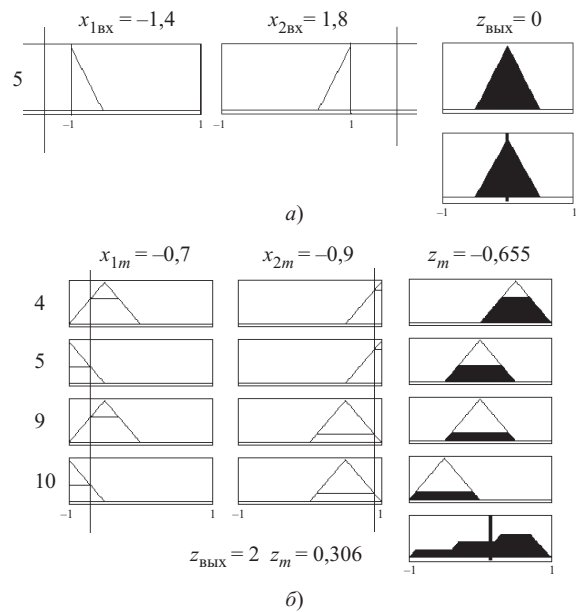 x1вх = –1,4 x2вх = 1,8 zвых = 0
5
–1 1 –1 1
–1 1
а)
x1m = –0,7 x2m = –0,9 zm = –0,655
4
5
9
10
–1 1 –1 1
zвых = 2 zm = 0,306
–1 1
б)